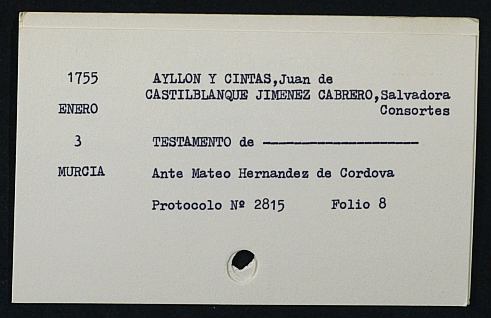 1755 AYLLON Y CINTAS,Juan de
CASTILBLANQUE JIMENEZ CABRERO,Salvadora
ENERO Consortes
3 TESTAMENTO de --------------------
MURCIA Ante Mateo Hernandez de Cordova
Protocolo Nº 2815 Folio 8